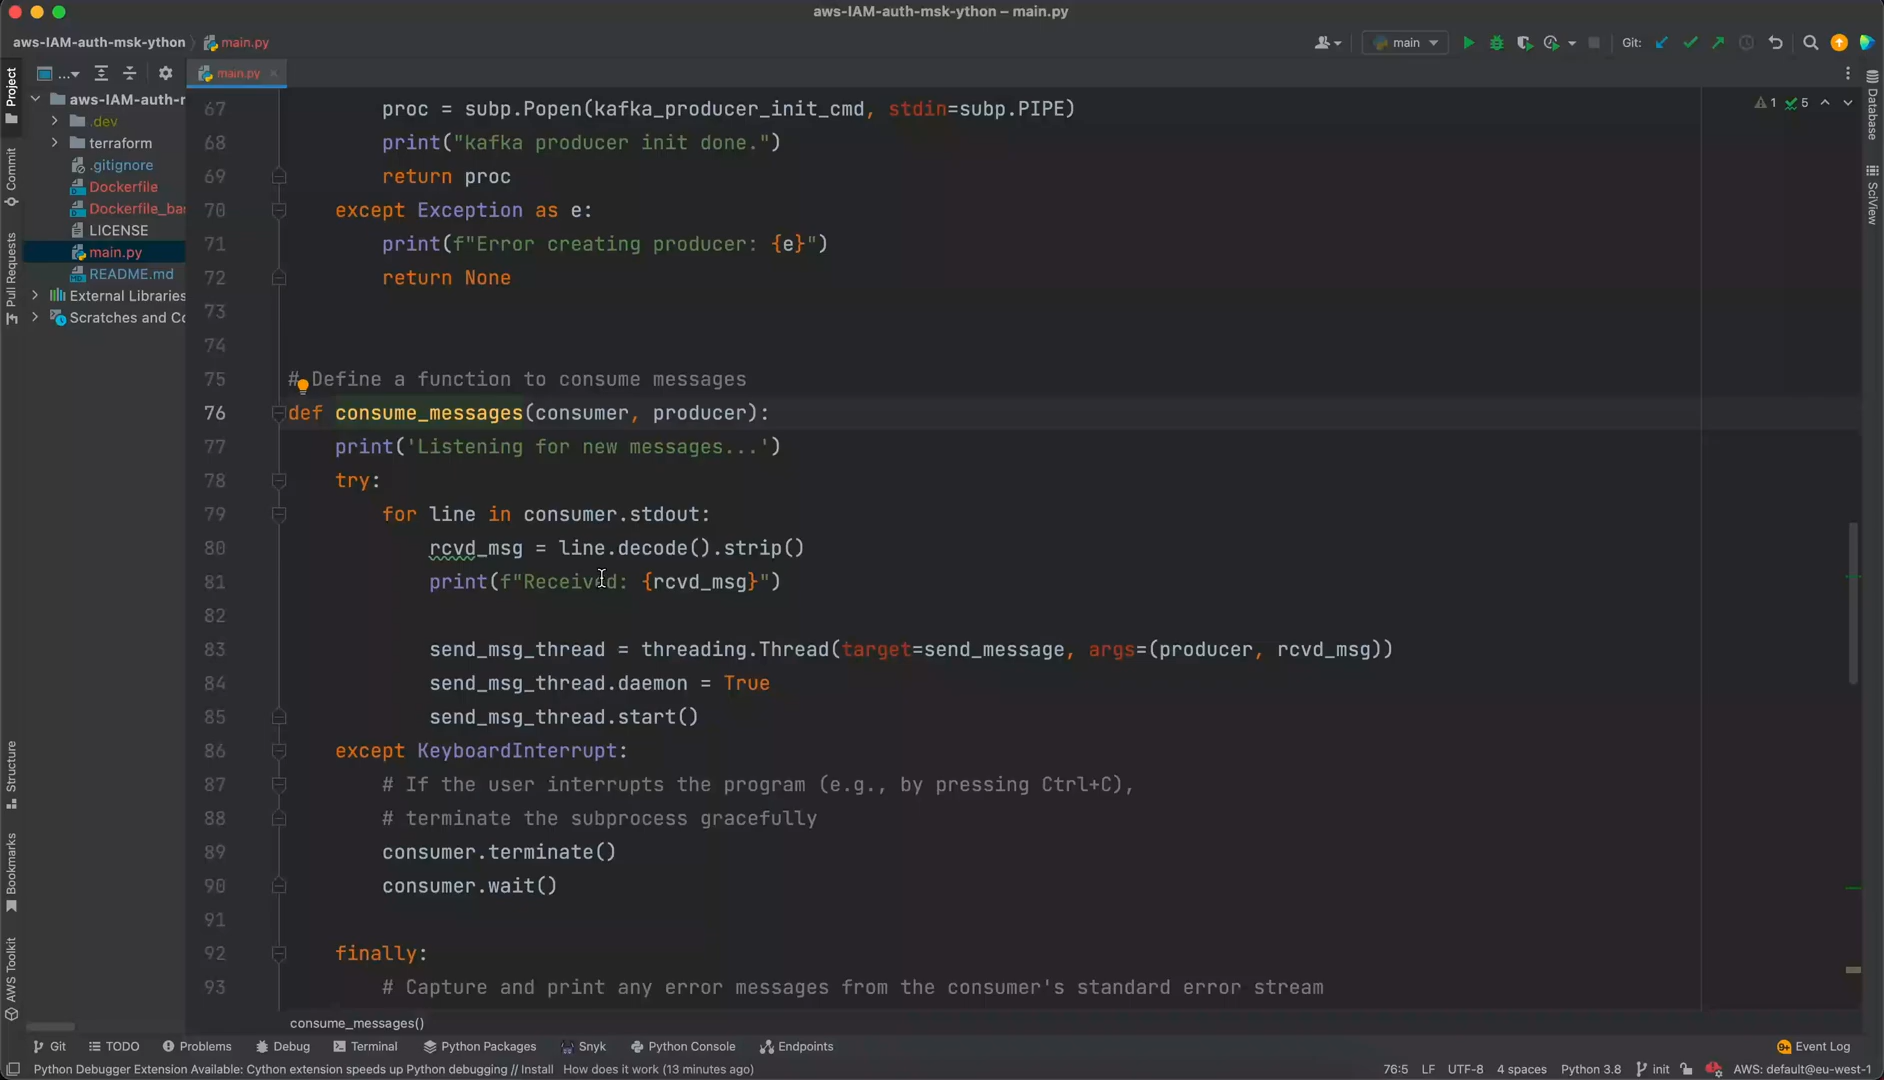 aws-IAM-auth-msk-ython – main.py
aws-IAM-auth-msk-ython
main.py
main
Git:
...
main.py
Project
Commit
Pull Requests
Structure
Bookmarks
AWS Toolkit
aws-IAM-auth-r
.dev
terraform
.gitignore
Dockerfile
Dockerfile_ba
LICENSE
main.py
README.md
External Libraries
Scratches and Co
1 5
Database
SciView
67 proc = subp.Popen(kafka_producer_init_cmd, stdin=subp.PIPE)
68 print("kafka producer init done.")
69 return proc
70 except Exception as e:
71 print(f"Error creating producer: {e}")
72 return None
73
74
75 # Define a function to consume messages
76 def consume_messages(consumer, producer):
77 print('Listening for new messages...')
78 try:
79 for line in consumer.stdout:
80 rcvd_msg = line.decode().strip()
81 print(f"Received: {rcvd_msg}")
82
83 send_msg_thread = threading.Thread(target=send_message, args=(producer, rcvd_msg))
84 send_msg_thread.daemon = True
85 send_msg_thread.start()
86 except KeyboardInterrupt:
87 # If the user interrupts the program (e.g., by pressing Ctrl+C),
88 # terminate the subprocess gracefully
89 consumer.terminate()
90 consumer.wait()
91
92 finally:
93 # Capture and print any error messages from the consumer's standard error stream
consume_messages()
Git TODO Problems Debug Terminal Python Packages Snyk Python Console Endpoints 9+ Event Log
Python Debugger Extension Available: Cython extension speeds up Python debugging // Install How does it work (13 minutes ago) 76:5 LF UTF-8 4 spaces Python 3.8 init AWS: default@eu-west-1